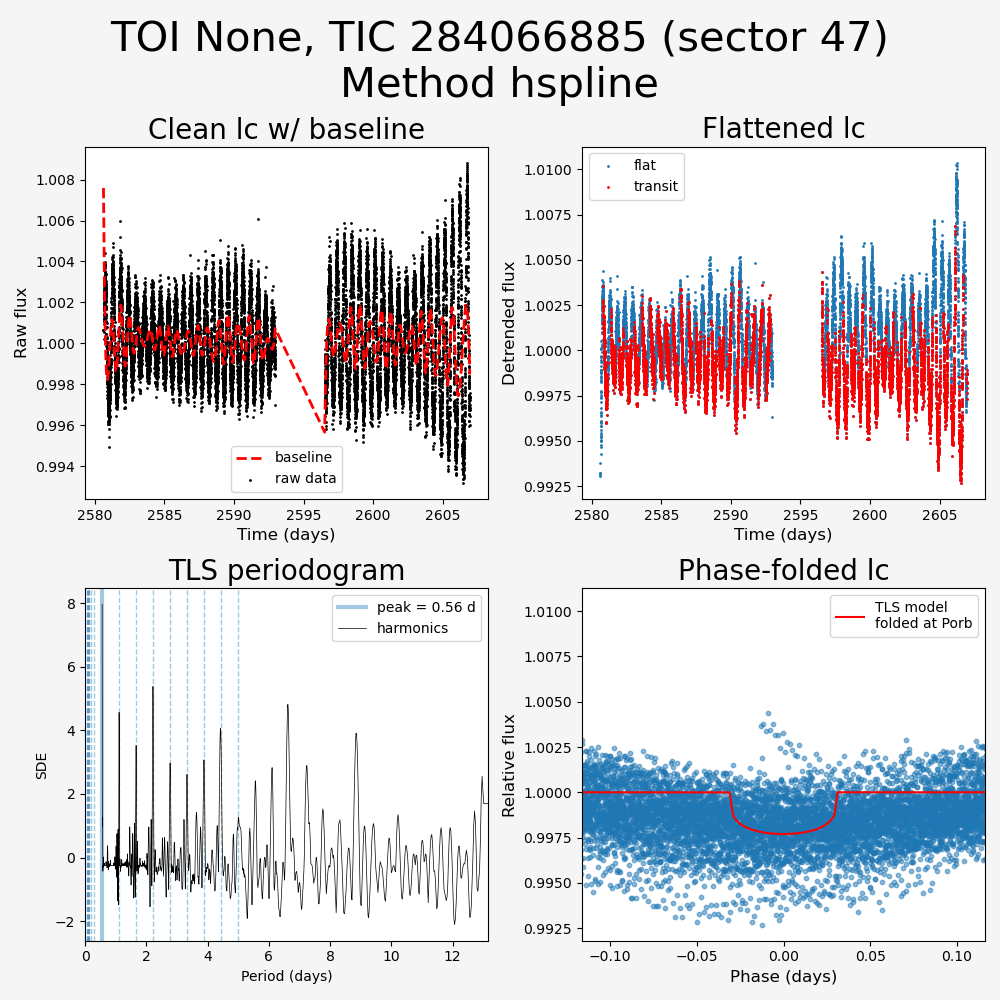 TOI None, TIC 284066885 (sector 47)
Method hspline
Clean lc w/ baseline
Raw flux
1.008
1.006
1.004
1.002
1.000
0.998
0.996
0.994
baseline
raw data
2580 2585 2590 2595 2600 2605
Time (days)
Flattened lc
Detrended flux
1.0100
1.0075
1.0050
1.0025
1.0000
0.9975
0.9950
0.9925
flat
transit
2580 2585 2590 2595 2600 2605
Time (days)
TLS periodogram
SDE
8
6
4
2
0
−2
peak = 0.56 d
harmonics
0 2 4 6 8 10 12
Period (days)
Phase-folded lc
Relative flux
1.0100
1.0075
1.0050
1.0025
1.0000
0.9975
0.9950
0.9925
TLS model
folded at Porb
−0.10 −0.05 0.00 0.05 0.10
Phase (days)